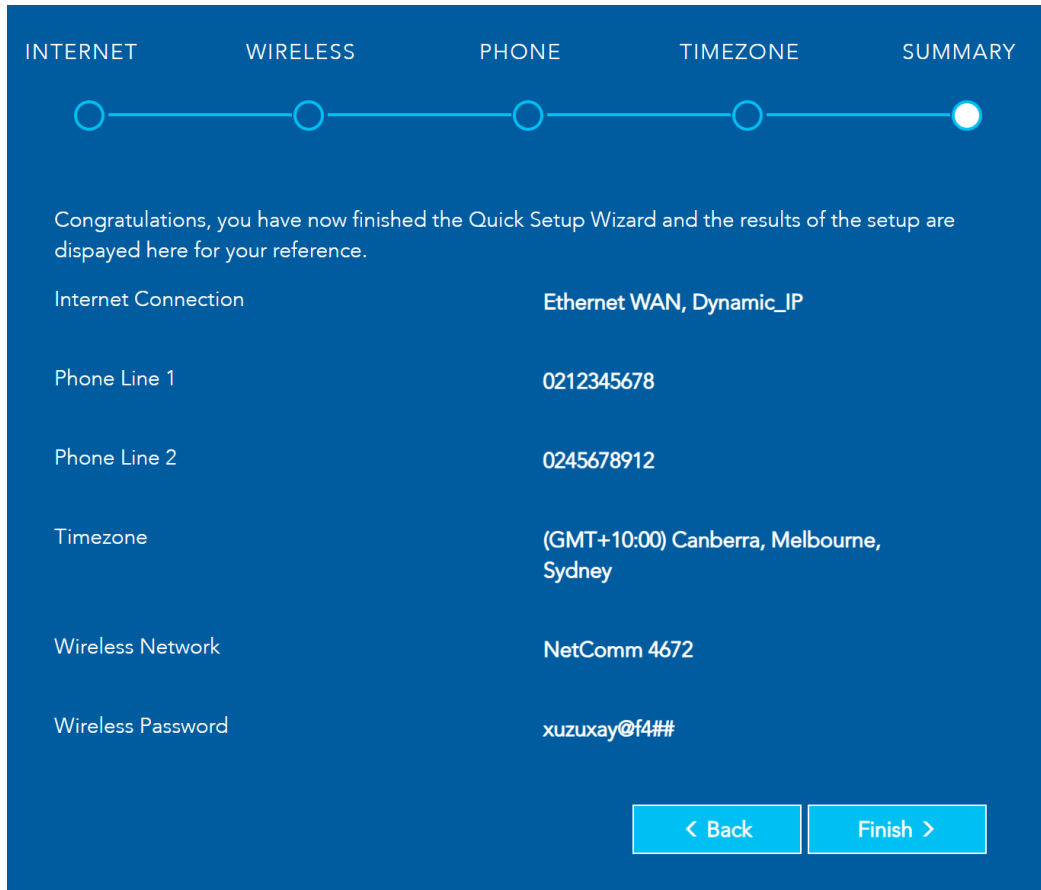 INTERNET WIRELESS PHONE TIMEZONE SUMMARY
Congratulations, you have now finished the Quick Setup Wizard and the results of the setup are
dispayed here for your reference.
Internet Connection Ethernet WAN, Dynamic_IP
Phone Line 1 0212345678
Phone Line 2 0245678912
Timezone (GMT+10:00) Canberra, Melbourne,
Sydney
Wireless Network NetComm 4672
Wireless Password xuzuxay@f4##
< Back Finish >